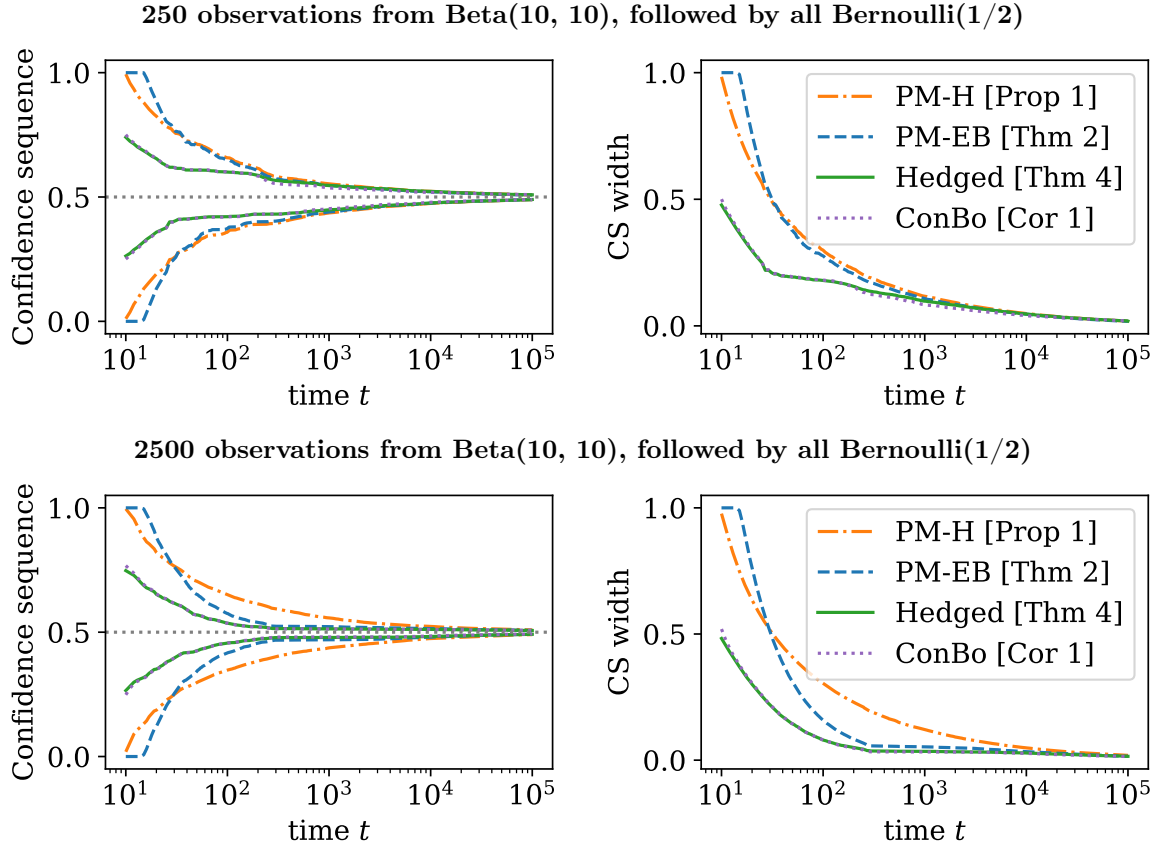 250 observations from Beta(10, 10), followed by all Bernoulli(1/2)
Confidence sequence
1.0
0.5
0.0
10^1
10^2
10^3
10^4
10^5
time t
CS width
1.0
0.5
0.0
PM-H [Prop 1]
PM-EB [Thm 2]
Hedged [Thm 4]
ConBo [Cor 1]
10^1
10^2
10^3
10^4
10^5
time t
2500 observations from Beta(10, 10), followed by all Bernoulli(1/2)
Confidence sequence
1.0
0.5
0.0
10^1
10^2
10^3
10^4
10^5
time t
CS width
1.0
0.5
0.0
PM-H [Prop 1]
PM-EB [Thm 2]
Hedged [Thm 4]
ConBo [Cor 1]
10^1
10^2
10^3
10^4
10^5
time t